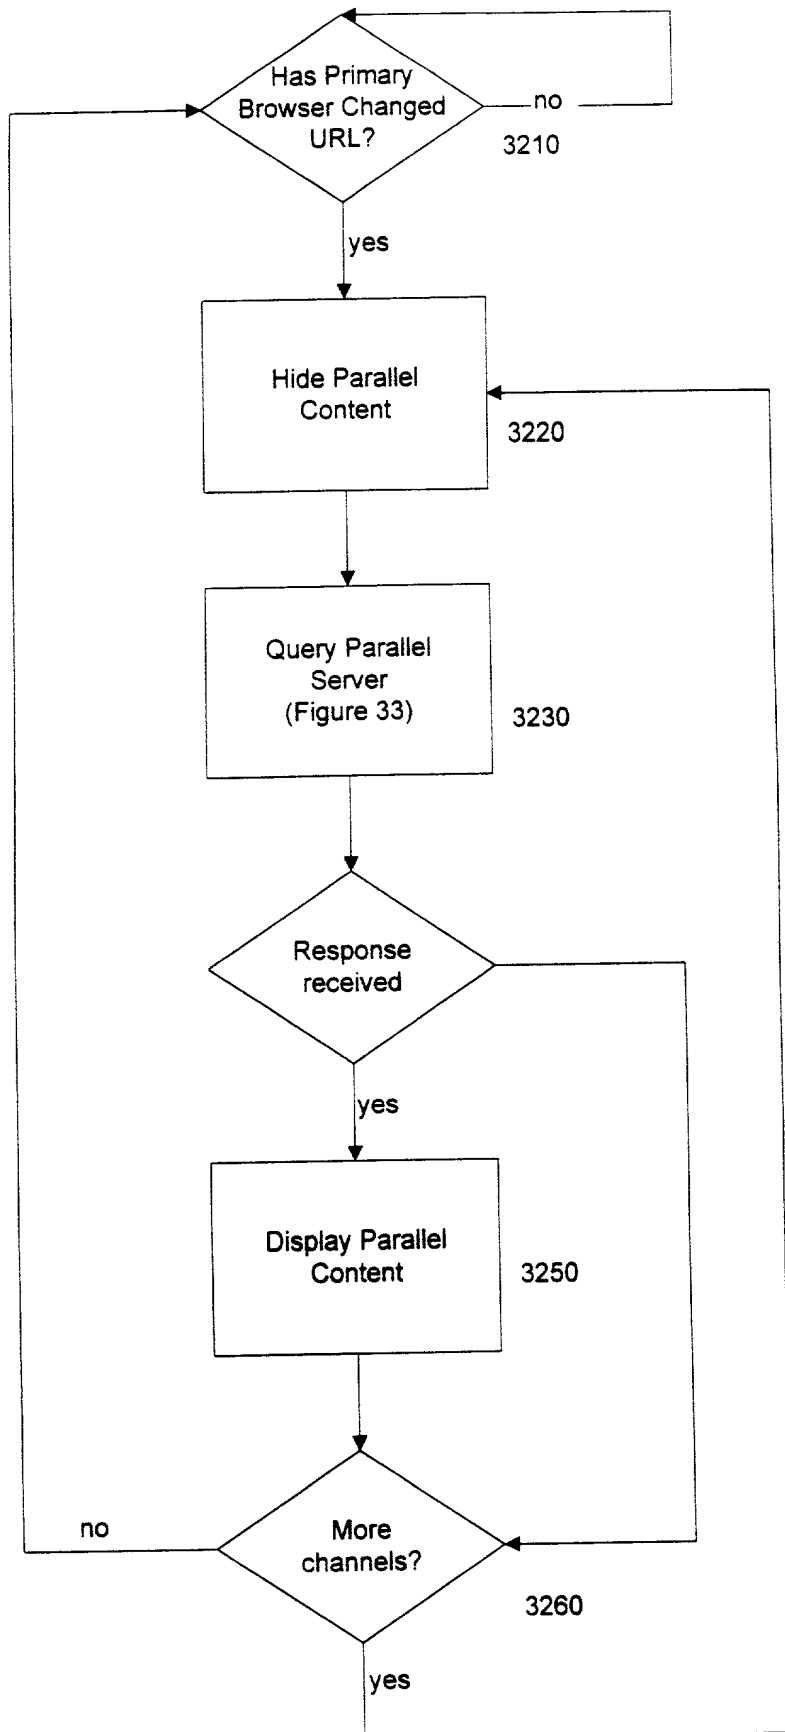 Has Primary
Browser Changed
URL?
no
3210
yes
Hide Parallel
Content
3220
Query Parallel
Server
(Figure 33)
3230
Response
received
yes
Display Parallel
Content
3250
no
More
channels?
3260
yes